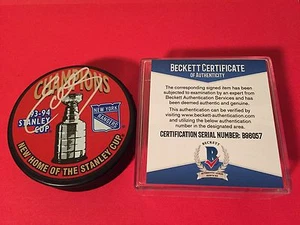 CHAMPIONS
93-94
STANLEY
CUP
NEW YORK
RANGERS
NEW HOME OF THE STANLEY CUP
BECKETT CERTIFICATE
OF AUTHENTICITY
The corresponding signed item has been
subjected to examination by an expert from
Beckett Authentication Services and has
been deemed authentic and genuine.
This authentication can be verified by
visiting www.beckett-authentication.com
and utilizing the below serial number
in the designated area.
CERTIFICATION SERIAL NUMBER: B98057
BECKETT